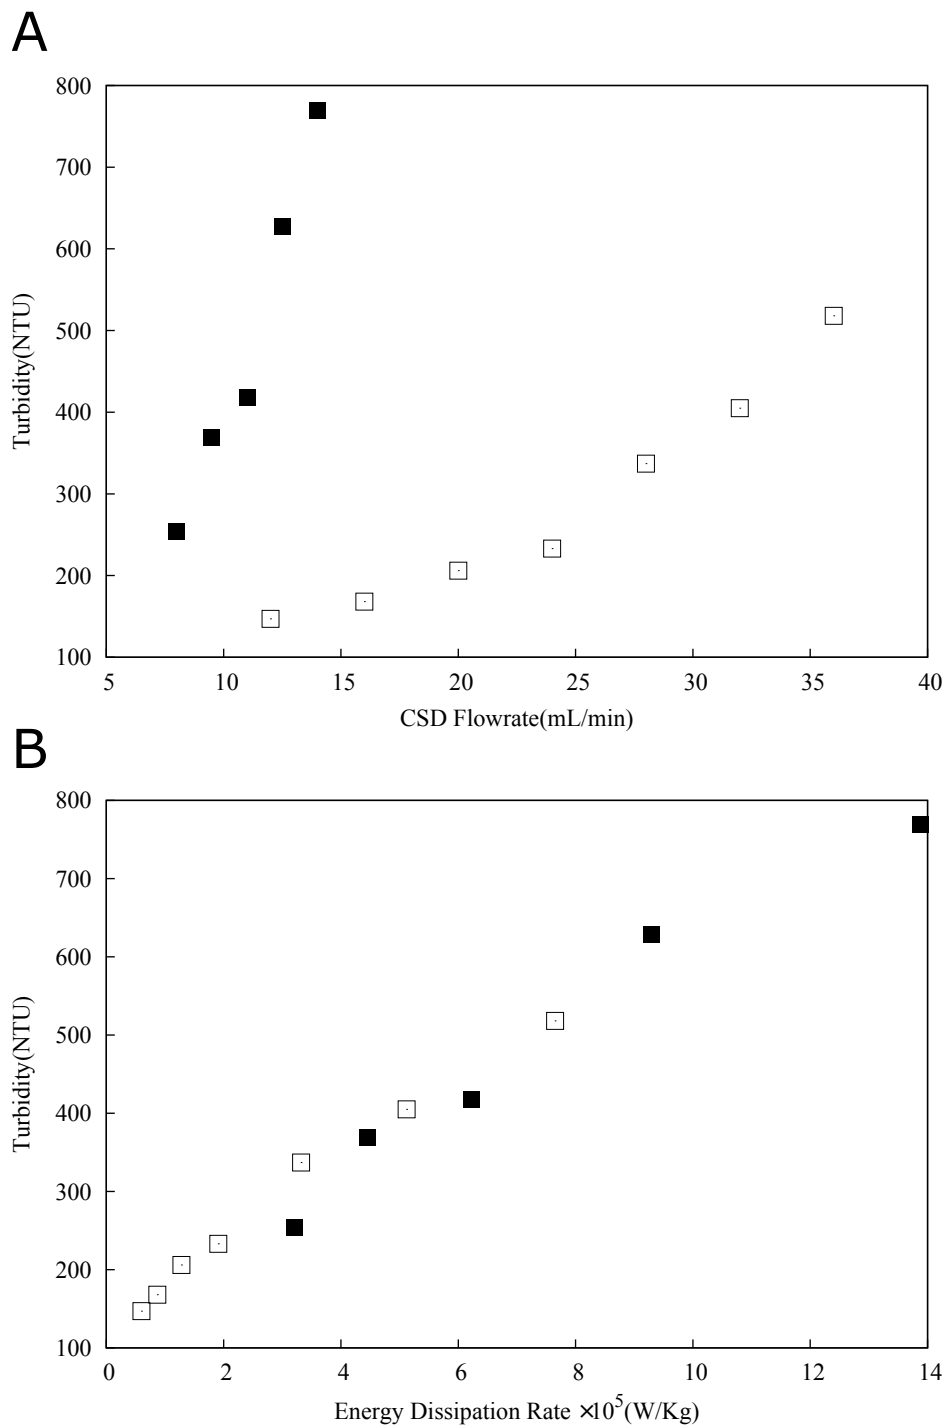 A
800
700
600
500
400
300
200
100
Turbidity(NTU)
5 10 15 20 25 30 35 40
CSD Flowrate(mL/min)
B
800
700
600
500
400
300
200
100
Turbidity(NTU)
0 2 4 6 8 10 12 14
Energy Dissipation Rate ×10⁵(W/Kg)